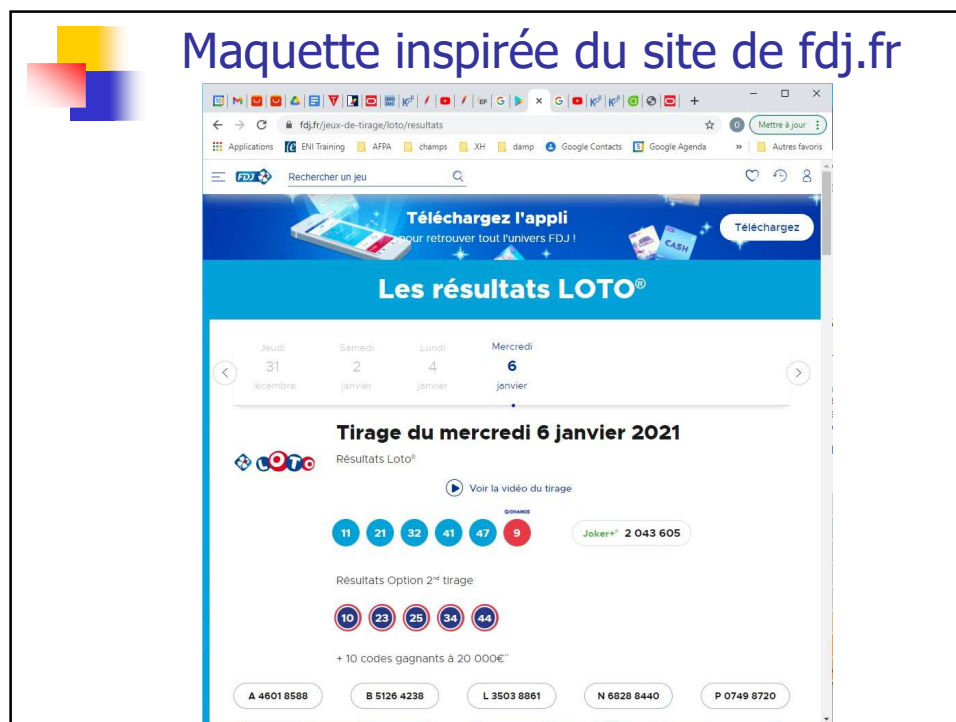 Maquette inspirée du site de fdj.fr
fdj.fr/jeux-de-tirage/loto/resultats
Mettre à jour
Applications ENI Training AFPA champs XH damp Google Contacts Google Agenda » Autres favoris
FDJ Rechercher un jeu
Téléchargez l'appli
pour retrouver tout l'univers FDJ !
CASH
Téléchargez
Les résultats LOTO®
Jeudi Samedi Lundi Mercredi
31 2 4 6
décembre janvier janvier janvier
Tirage du mercredi 6 janvier 2021
LOTO
Résultats Loto®
Voir la vidéo du tirage
N°CHANCE
11 21 32 41 47 9 Joker+® 2 043 605
Résultats Option 2nd tirage
10 23 25 34 44
+ 10 codes gagnants à 20 000€
A 4601 8588 B 5126 4238 L 3503 8861 N 6828 8440 P 0749 8720